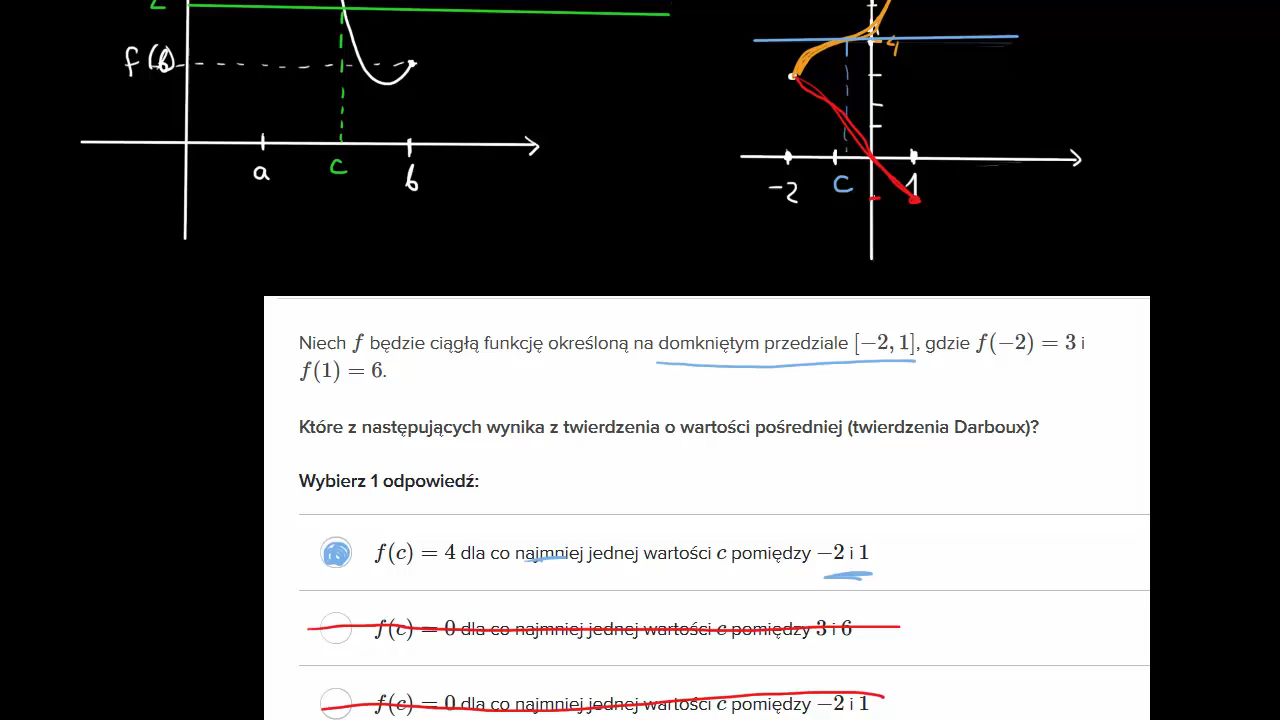 L
f(b)
a
c
b
4
-2
c
1
Niech f będzie ciągłą funkcję określoną na domkniętym przedziale [−2, 1], gdzie f(−2) = 3 i
f(1) = 6.
Które z następujących wynika z twierdzenia o wartości pośredniej (twierdzenia Darboux)?
Wybierz 1 odpowiedź:
f(c) = 4 dla co najmniej jednej wartości c pomiędzy −2 i 1
f(c) = 0 dla co najmniej jednej wartości c pomiędzy 3 i 6
f(c) = 0 dla co najmniej jednej wartości c pomiędzy −2 i 1